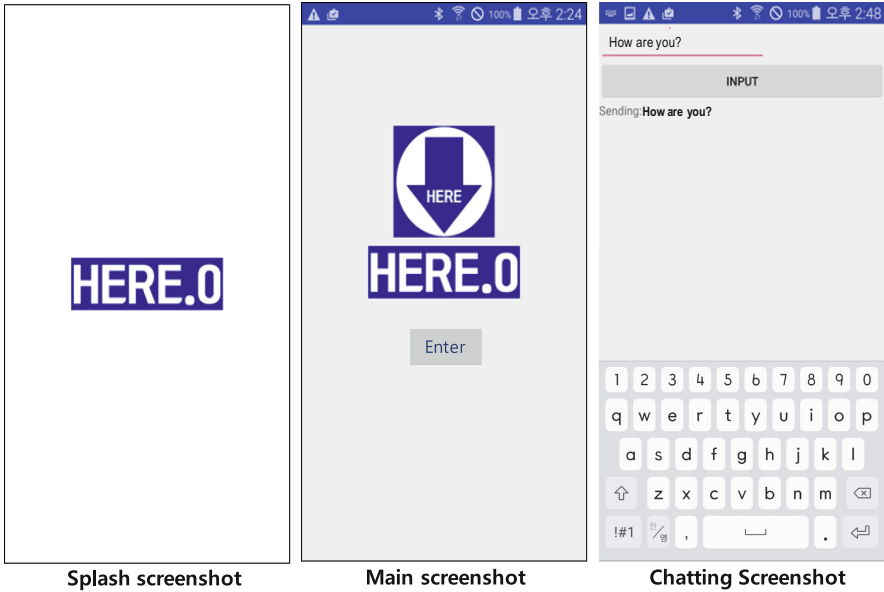 HERE.0
Splash screenshot
100% 오후 2:24
HERE
HERE.0
Enter
Main screenshot
100% 오후 2:48
How are you?
INPUT
Sending:How are you?
1 2 3 4 5 6 7 8 9 0
q w e r t y u i o p
a s d f g h j k l
z x c v b n m
!#1 한/영 , .
Chatting Screenshot